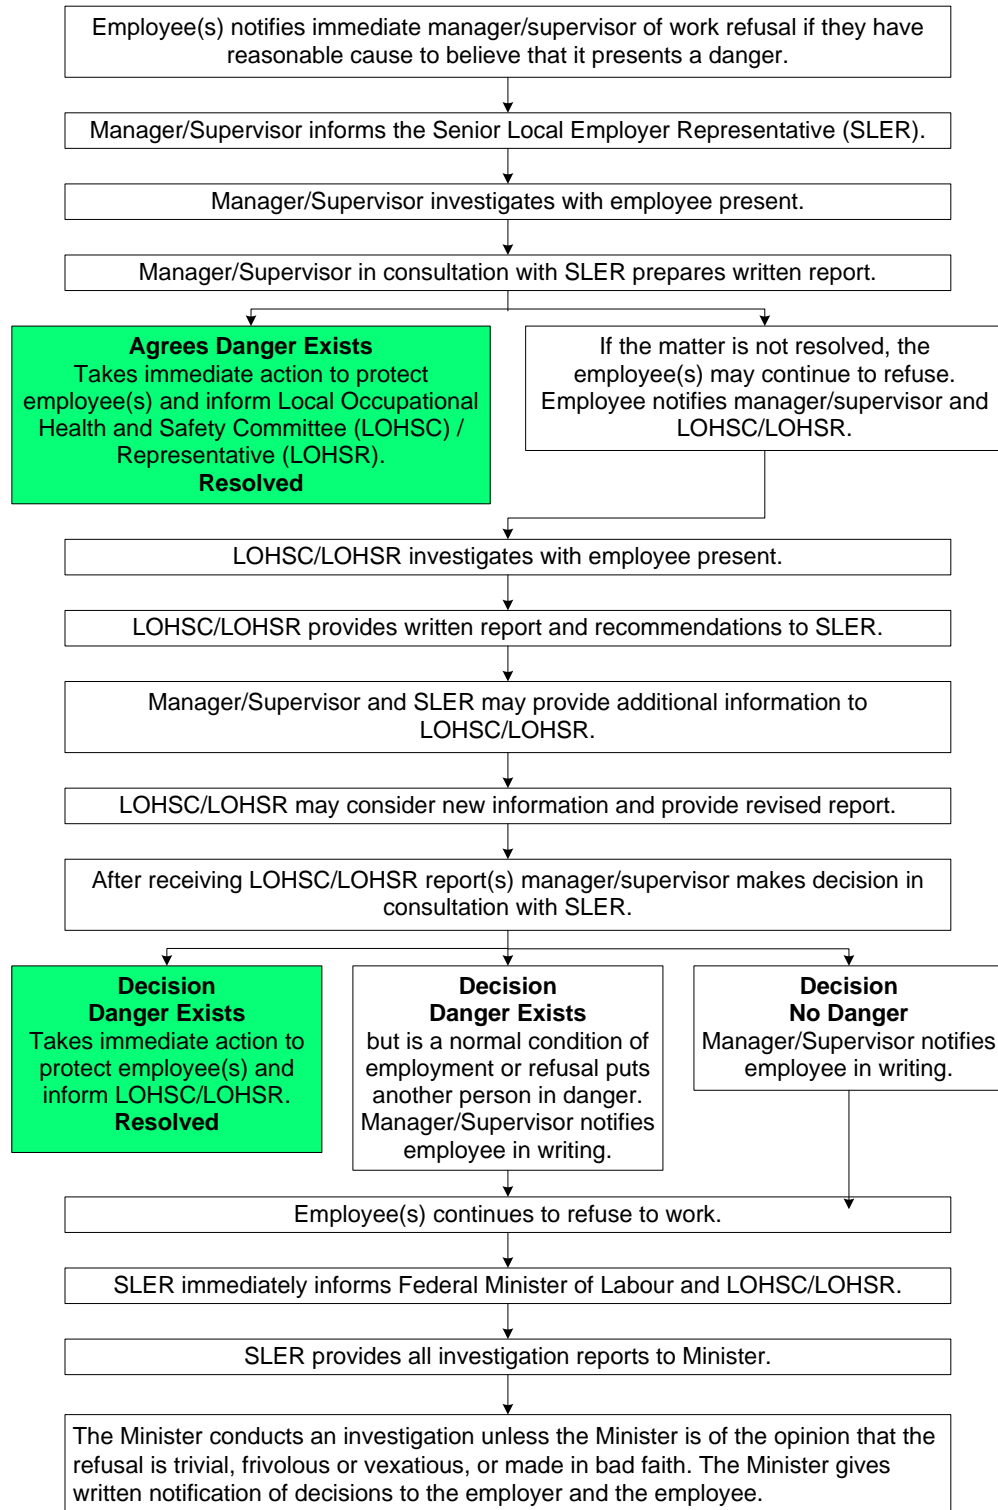 Employee(s) notifies immediate manager/supervisor of work refusal if they have
reasonable cause to believe that it presents a danger.
Manager/Supervisor informs the Senior Local Employer Representative (SLER).
Manager/Supervisor investigates with employee present.
Manager/Supervisor in consultation with SLER prepares written report.
Agrees Danger Exists
Takes immediate action to protect
employee(s) and inform Local Occupational
Health and Safety Committee (LOHSC) /
Representative (LOHSR).
Resolved
If the matter is not resolved, the
employee(s) may continue to refuse.
Employee notifies manager/supervisor and
LOHSC/LOHSR.
LOHSC/LOHSR investigates with employee present.
LOHSC/LOHSR provides written report and recommendations to SLER.
Manager/Supervisor and SLER may provide additional information to
LOHSC/LOHSR.
LOHSC/LOHSR may consider new information and provide revised report.
After receiving LOHSC/LOHSR report(s) manager/supervisor makes decision in
consultation with SLER.
Decision
Danger Exists
Takes immediate action to
protect employee(s) and
inform LOHSC/LOHSR.
Resolved
Decision
Danger Exists
but is a normal condition of
employment or refusal puts
another person in danger.
Manager/Supervisor notifies
employee in writing.
Decision
No Danger
Manager/Supervisor notifies
employee in writing.
Employee(s) continues to refuse to work.
SLER immediately informs Federal Minister of Labour and LOHSC/LOHSR.
SLER provides all investigation reports to Minister.
The Minister conducts an investigation unless the Minister is of the opinion that the
refusal is trivial, frivolous or vexatious, or made in bad faith. The Minister gives
written notification of decisions to the employer and the employee.